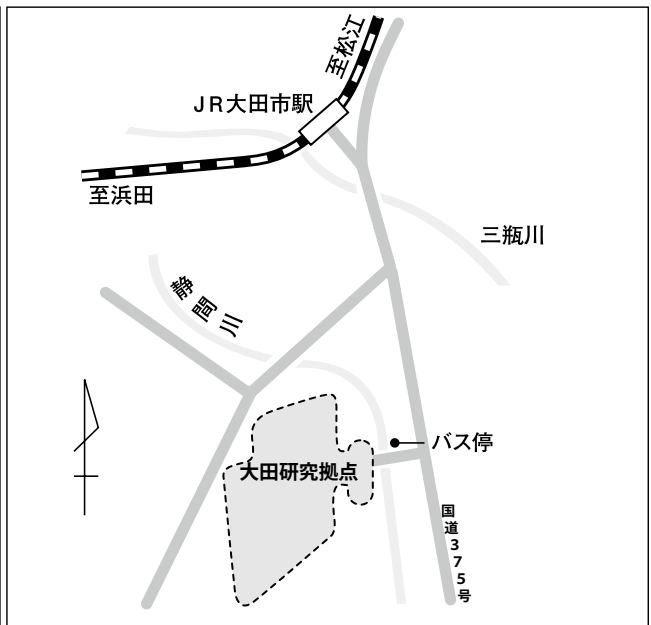 至松江
JR大田市駅
至浜田
三瓶川
静間川
バス停
大田研究拠点
国道375号